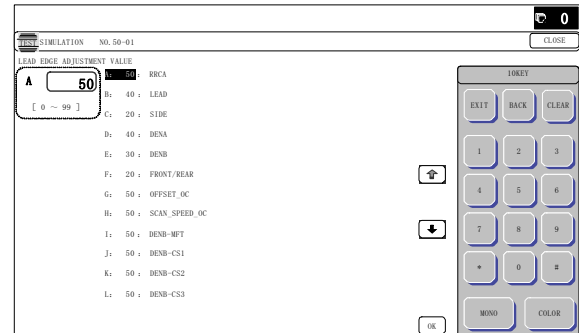 0
TEST SIMULATION NO. 50-01
CLOSE
LEAD EDGE ADJUSTMENT VALUE
A 50
[ 0 ~ 99 ]
A: 50 : RRCA
B: 40 : LEAD
C: 20 : SIDE
D: 40 : DENA
E: 30 : DENB
F: 20 : FRONT/REAR
G: 50 : OFFSET_OC
H: 50 : SCAN_SPEED_OC
I: 50 : DENB-MFT
J: 50 : DENB-CS1
K: 50 : DENB-CS2
L: 50 : DENB-CS3
OK
10KEY
EXIT BACK CLEAR
1 2 3
4 5 6
7 8 9
* 0 #
MONO COLOR